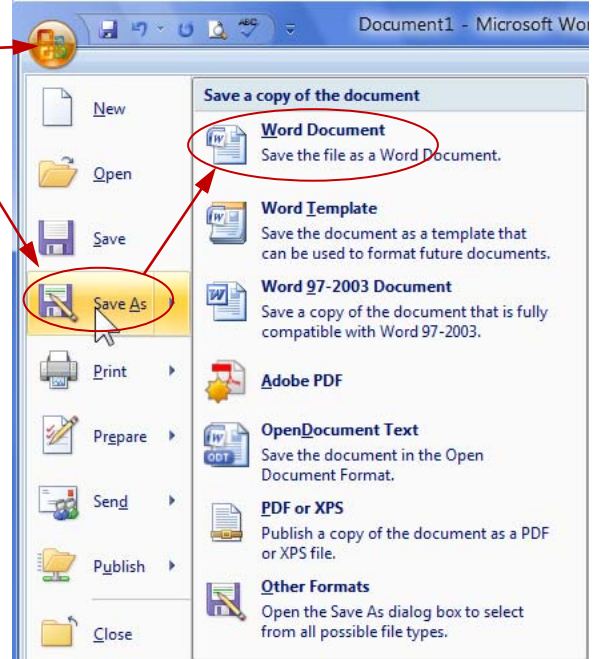 ABC
Document1 - Microsoft Wor
New
Open
Save
Save As
Print
Prepare
Send
Publish
Close
Save a copy of the document
Word Document
Save the file as a Word Document.
Word Template
Save the document as a template that
can be used to format future documents.
Word 97-2003 Document
Save a copy of the document that is fully
compatible with Word 97-2003.
Adobe PDF
OpenDocument Text
Save the document in the Open
Document Format.
ODT
PDF or XPS
Publish a copy of the document as a PDF
or XPS file.
Other Formats
Open the Save As dialog box to select
from all possible file types.